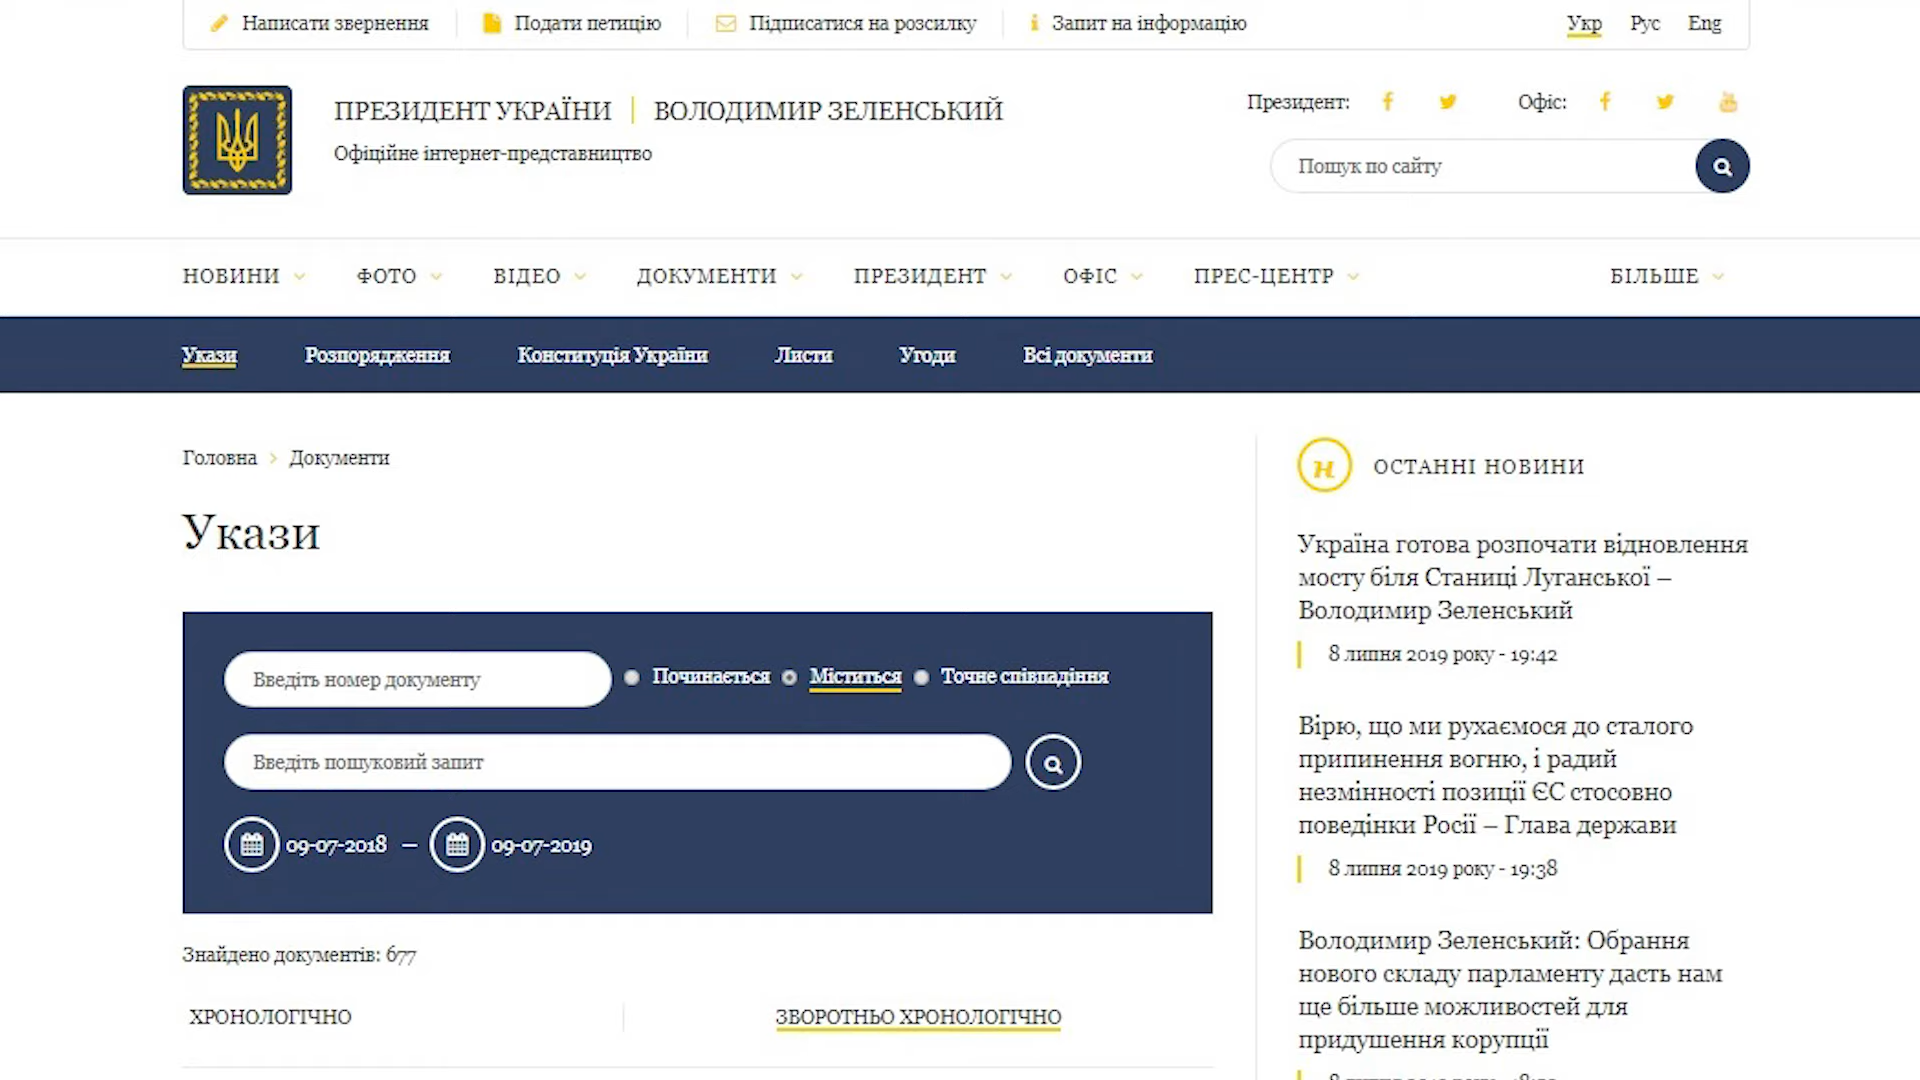 Написати звернення
Подати петицію
Підписатися на розсилку
Запит на інформацію
Укр
Рус
Eng
ПРЕЗИДЕНТ УКРАЇНИ
ВОЛОДИМИР ЗЕЛЕНСЬКИЙ
Офіційне інтернет-представництво
Президент:
Офіс:
Пошук по сайту
НОВИНИ
ФОТО
ВІДЕО
ДОКУМЕНТИ
ПРЕЗИДЕНТ
ОФІС
ПРЕС-ЦЕНТР
БІЛЬШЕ
Укази
Розпорядження
Конституція України
Листи
Угоди
Всі документи
Головна
Документи
Укази
Введіть номер документу
Починається
Міститься
Точне співпадіння
Введіть пошуковий запит
09-07-2018 — 09-07-2019
Знайдено документів: 677
ХРОНОЛОГІЧНО
ЗВОРОТНЬО ХРОНОЛОГІЧНО
н
ОСТАННІ НОВИНИ
Україна готова розпочати відновлення
мосту біля Станиці Луганської –
Володимир Зеленський
8 липня 2019 року - 19:42
Вірю, що ми рухаємося до сталого
припинення вогню, і радий
незмінності позиції ЄС стосовно
поведінки Росії – Глава держави
8 липня 2019 року - 19:38
Володимир Зеленський: Обрання
нового складу парламенту дасть нам
ще більше можливостей для
придушення корупції